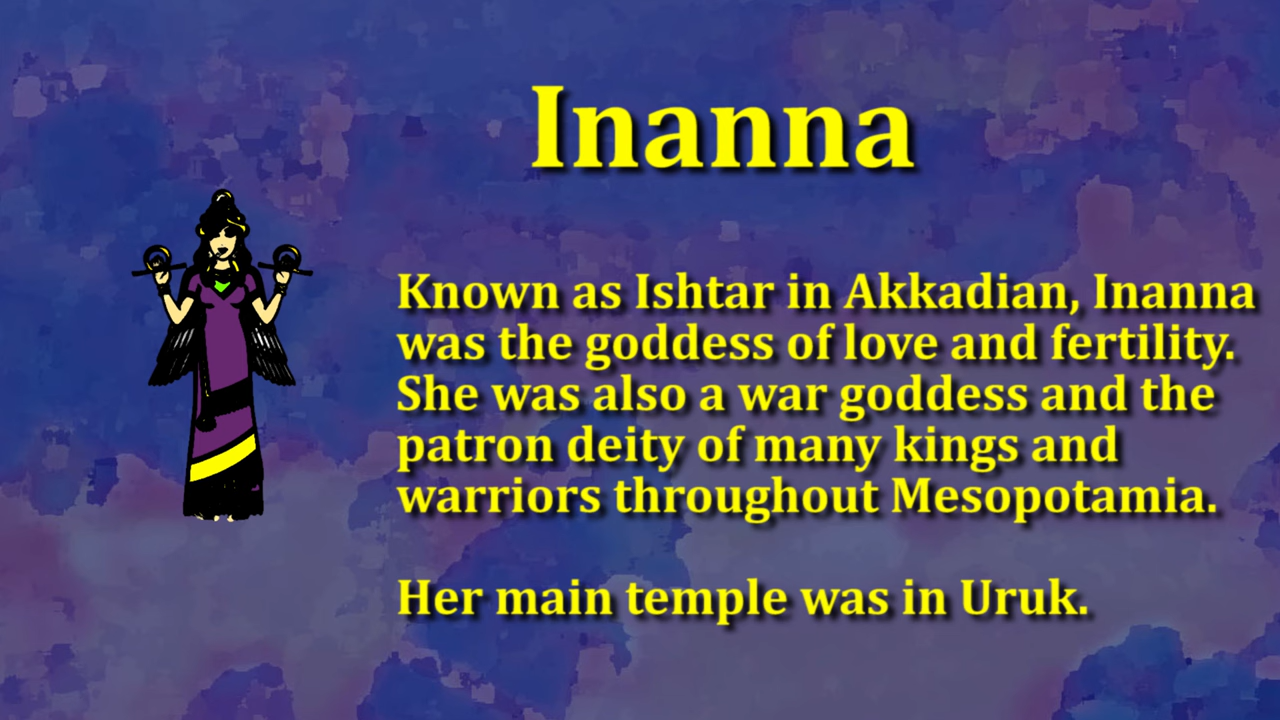 Inanna
Known as Ishtar in Akkadian, Inanna
was the goddess of love and fertility.
She was also a war goddess and the
patron deity of many kings and
warriors throughout Mesopotamia.
Her main temple was in Uruk.